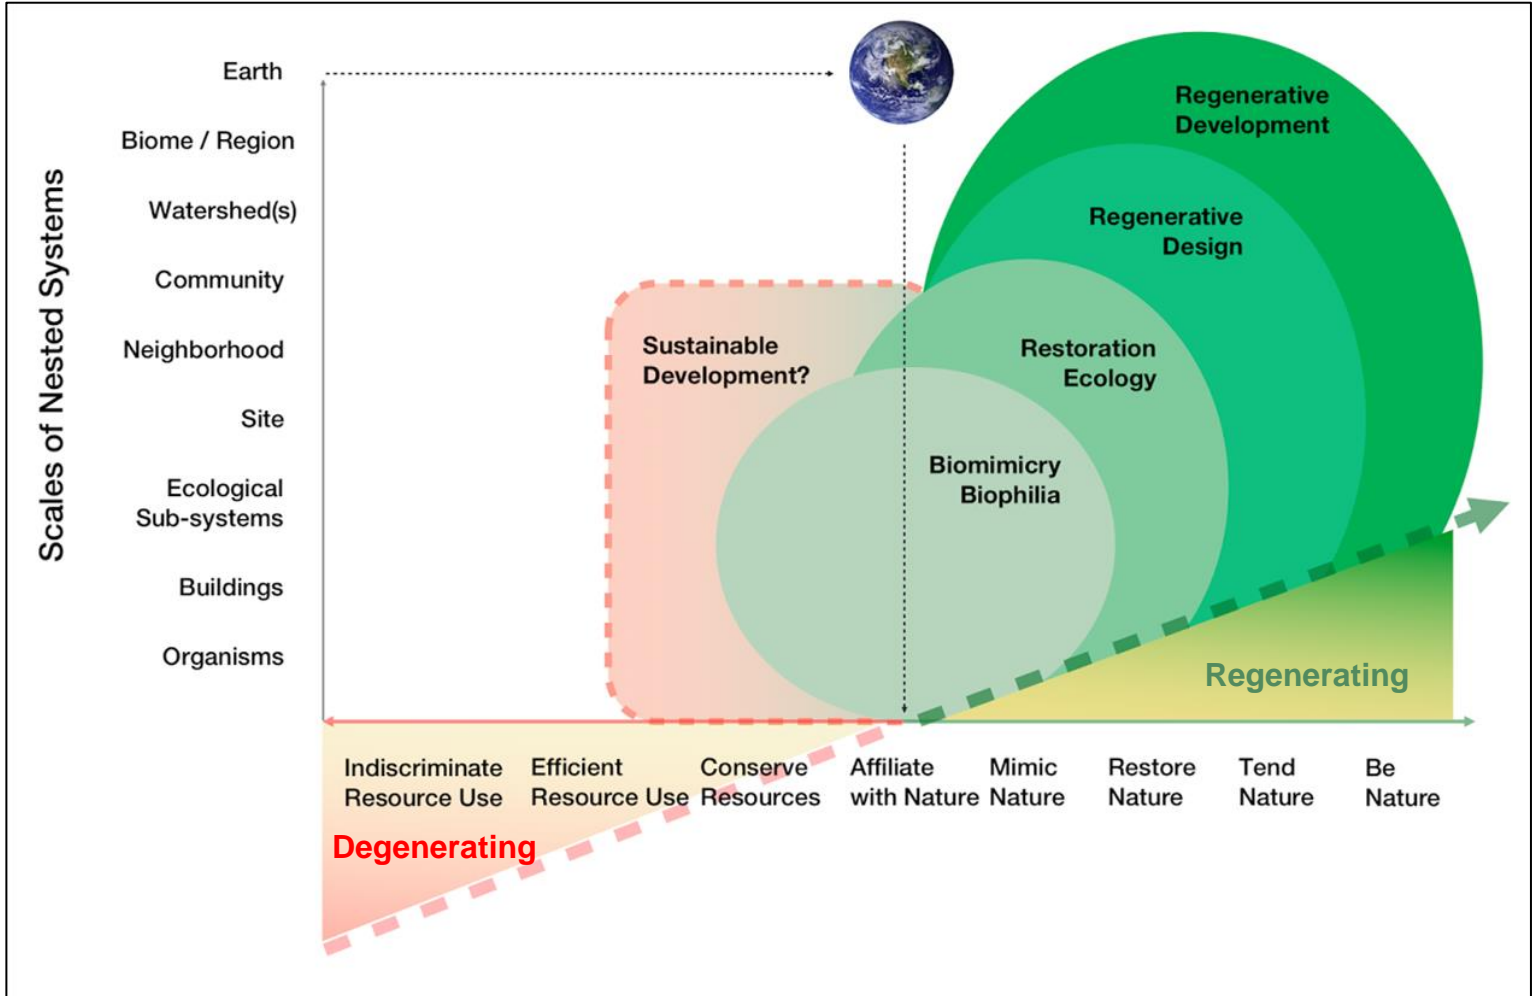 Scales of Nested Systems
Earth
Biome / Region
Watershed(s)
Community
Neighborhood
Site
Ecological
Sub-systems
Buildings
Organisms
Regenerative
Development
Regenerative
Design
Restoration
Ecology
Sustainable
Development?
Biomimicry
Biophilia
Regenerating
Indiscriminate
Resource Use
Efficient
Resource Use
Conserve
Resources
Affiliate
with Nature
Mimic
Nature
Restore
Nature
Tend
Nature
Be
Nature
Degenerating